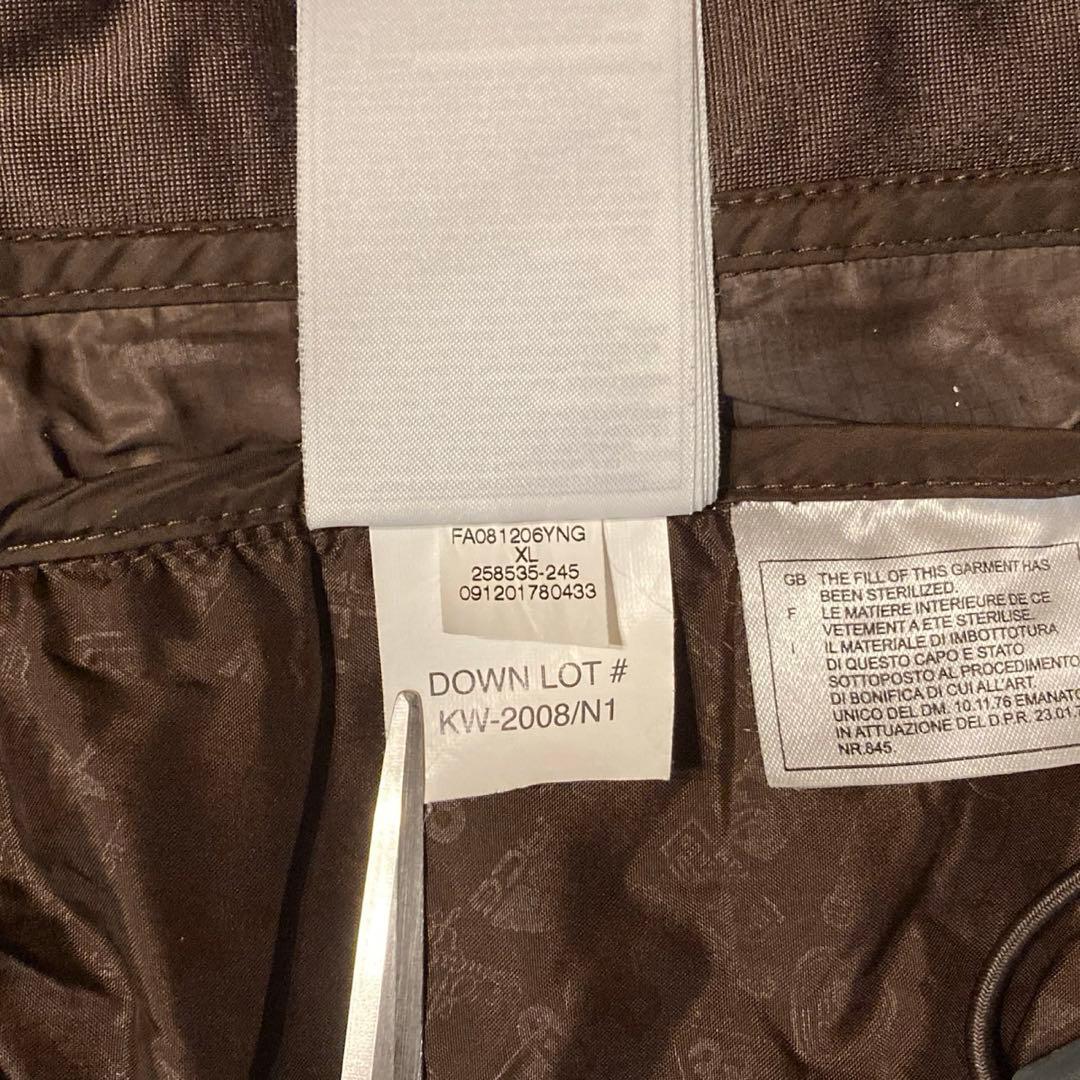 FA081206YNG
XL
258535-245
091201780433
DOWN LOT #
KW-2008/N1
GB THE FILL OF THIS GARMENT HAS
BEEN STERILIZED.
F LE MATIERE INTERIEURE DE CE
VETEMENT A ETE STERILISE.
I IL MATERIALE DI IMBOTTOTURA
DI QUESTO CAPO E STATO
SOTTOPOSTO AL PROCEDIMENTO
DI BONIFICA DI CUI ALL'ART.
UNICO DEL DM. 10.11.76 EMANATO
IN ATTUAZIONE DEL D.P.R. 23.01.7
NR.845.